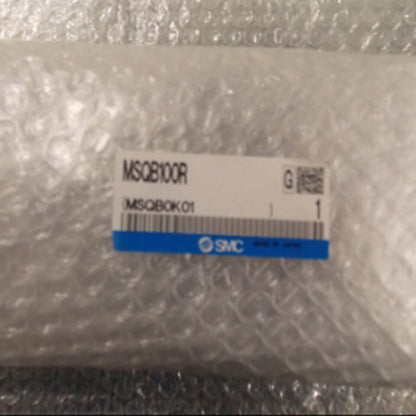 MSQB100R
G
(MSQB0K01 )
1
SMC MADE IN JAPAN